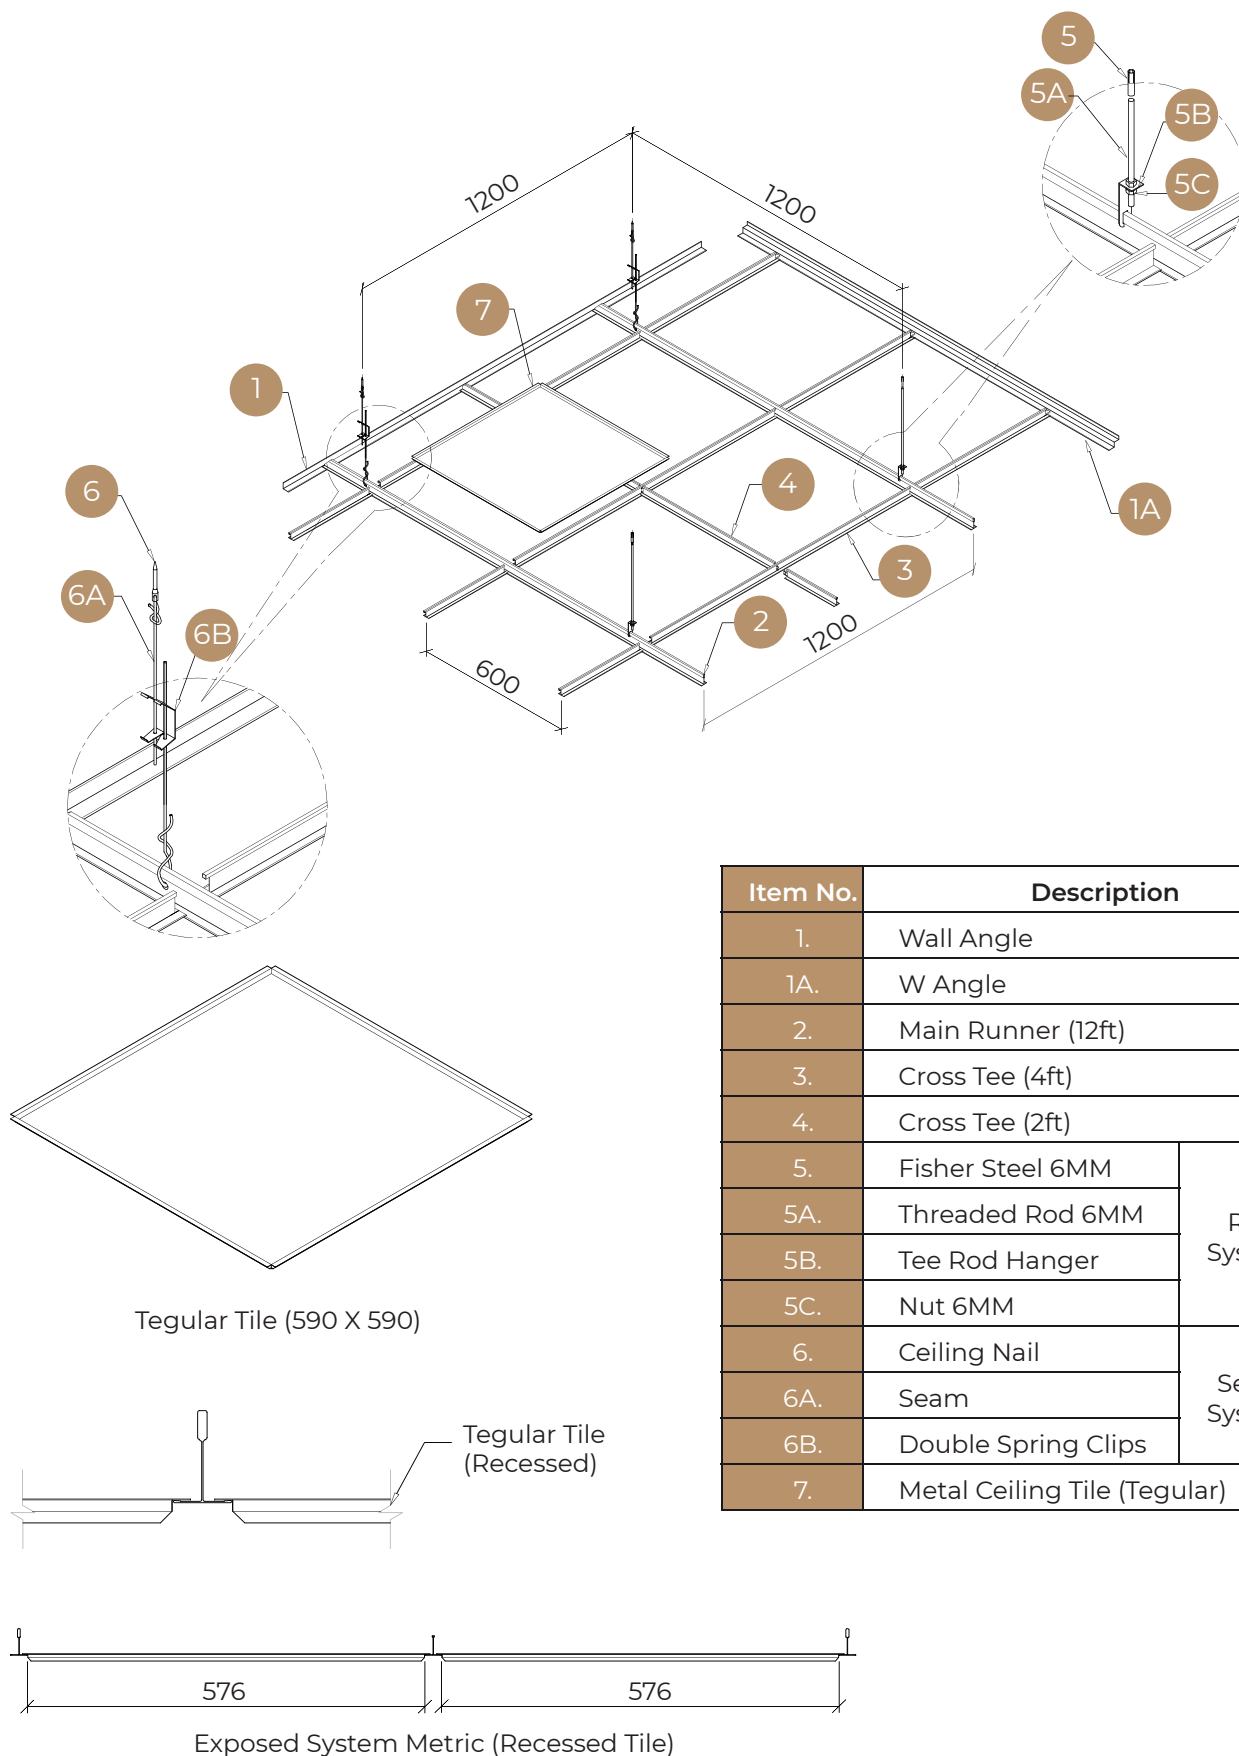 5
5A
5B
5C
1200
1200
7
1
6
4
1A
6A
3
6B
2
1200
600
Item No. Description
1. Wall Angle
1A. W Angle
2. Main Runner (12ft)
3. Cross Tee (4ft)
4. Cross Tee (2ft)
5. Fisher Steel 6MM
5A. Threaded Rod 6MM
5B. Tee Rod Hanger
5C. Nut 6MM
6. Ceiling Nail
6A. Seam
6B. Double Spring Clips
7. Metal Ceiling Tile (Tegular)
Tegular Tile (590 X 590)
Tegular Tile
(Recessed)
576
576
Exposed System Metric (Recessed Tile)